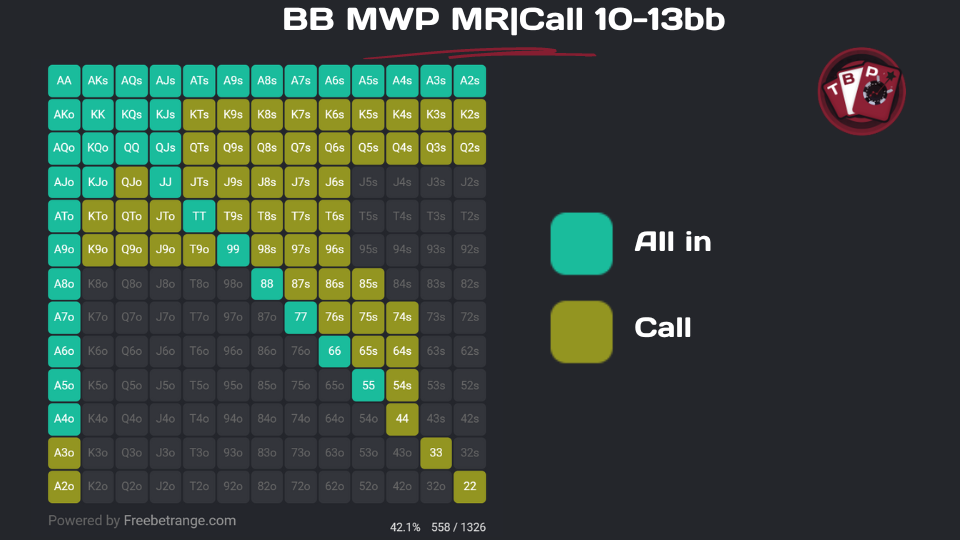 BB MWP MR|Call 10-13bb
AA AKs AQs AJs ATs A9s A8s A7s A6s A5s A4s A3s A2s
AKo KK KQs KJs KTs K9s K8s K7s K6s K5s K4s K3s K2s
AQo KQo QQ QJs QTs Q9s Q8s Q7s Q6s Q5s Q4s Q3s Q2s
AJo KJo QJo JJ JTs J9s J8s J7s J6s J5s J4s J3s J2s
ATo KTo QTo JTo TT T9s T8s T7s T6s T5s T4s T3s T2s
A9o K9o Q9o J9o T9o 99 98s 97s 96s 95s 94s 93s 92s
A8o K8o Q8o J8o T8o 98o 88 87s 86s 85s 84s 83s 82s
A7o K7o Q7o J7o T7o 97o 87o 77 76s 75s 74s 73s 72s
A6o K6o Q6o J6o T6o 96o 86o 76o 66 65s 64s 63s 62s
A5o K5o Q5o J5o T5o 95o 85o 75o 65o 55 54s 53s 52s
A4o K4o Q4o J4o T4o 94o 84o 74o 64o 54o 44 43s 42s
A3o K3o Q3o J3o T3o 93o 83o 73o 63o 53o 43o 33 32s
A2o K2o Q2o J2o T2o 92o 82o 72o 62o 52o 42o 32o 22
Powered by Freebetrange.com
42.1% 558 / 1326
TBP
All in
Call